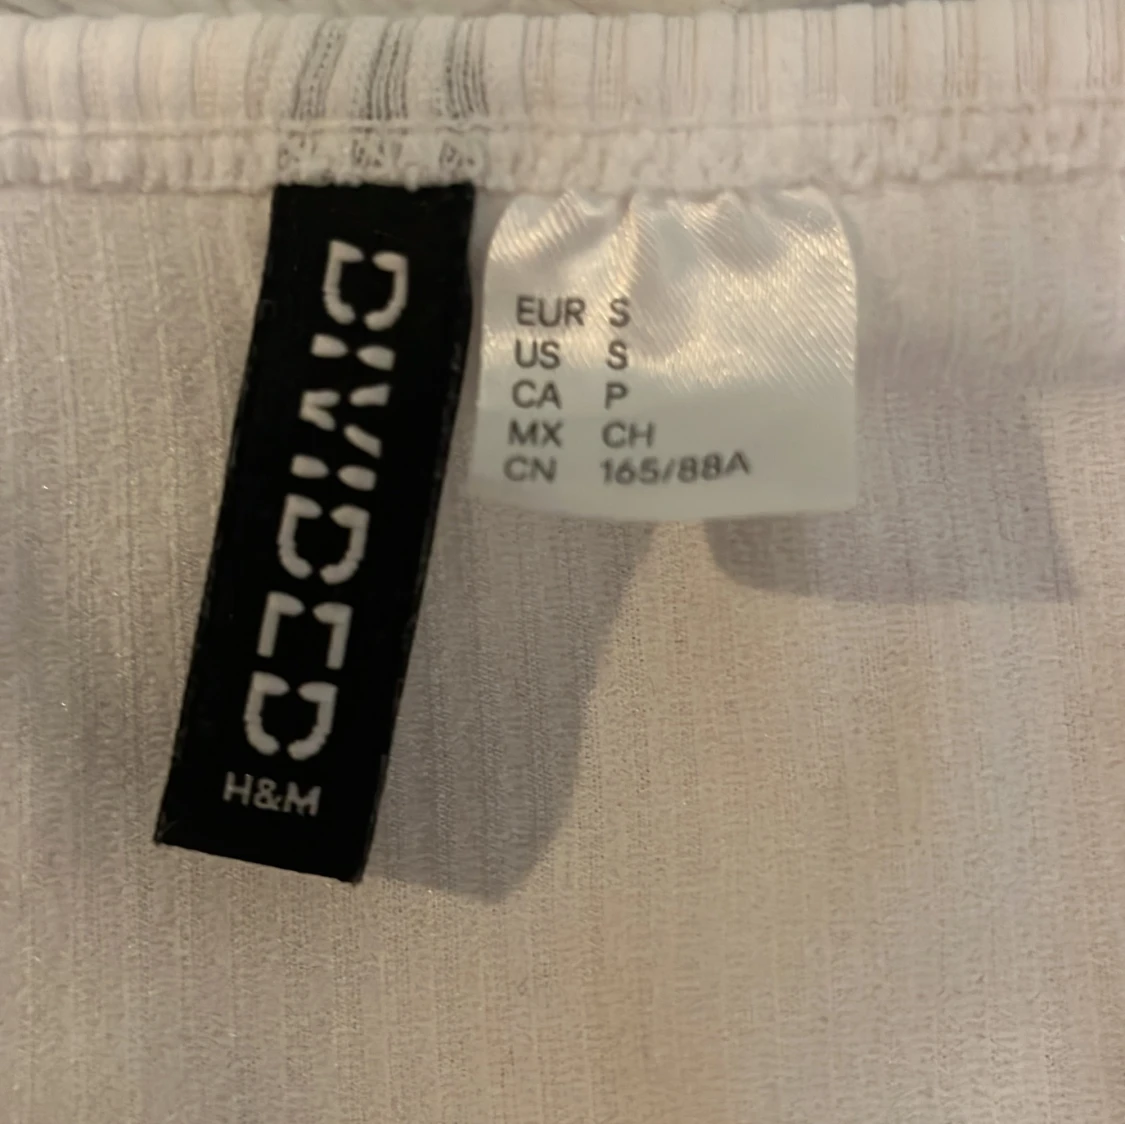 DIVIDED
H&M
EUR S
US S
CA P
MX CH
CN 165/88A